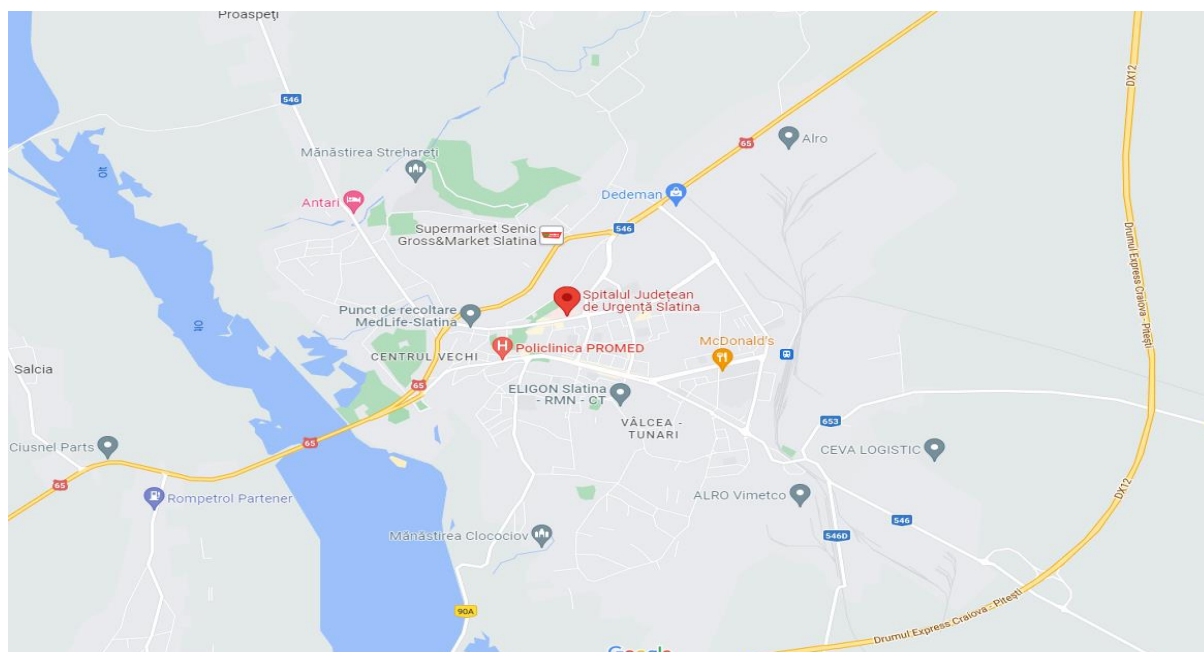 Proaspeți
546
DX12
65
Alro
Olt
Mănăstirea Strehareți
Dedeman
Antari
Supermarket Senic
Gross&Market Slatina
546
Drumul Express Craiova - Pitești
Spitalul Județean
de Urgență Slatina
Punct de recoltare
MedLife-Slatina
Olt
McDonald's
H
Policlinica PROMED
CENTRUL VECHI
Salcia
65
ELIGON Slatina
- RMN - CT
VÂLCEA -
TUNARI
653
Ciusnel Parts
65
CEVA LOGISTIC
65
Rompetrol Partener
ALRO Vimetco
DX12
546
Mănăstirea Clocociov
546D
90A
Drumul Express Craiova - Pitești
Google